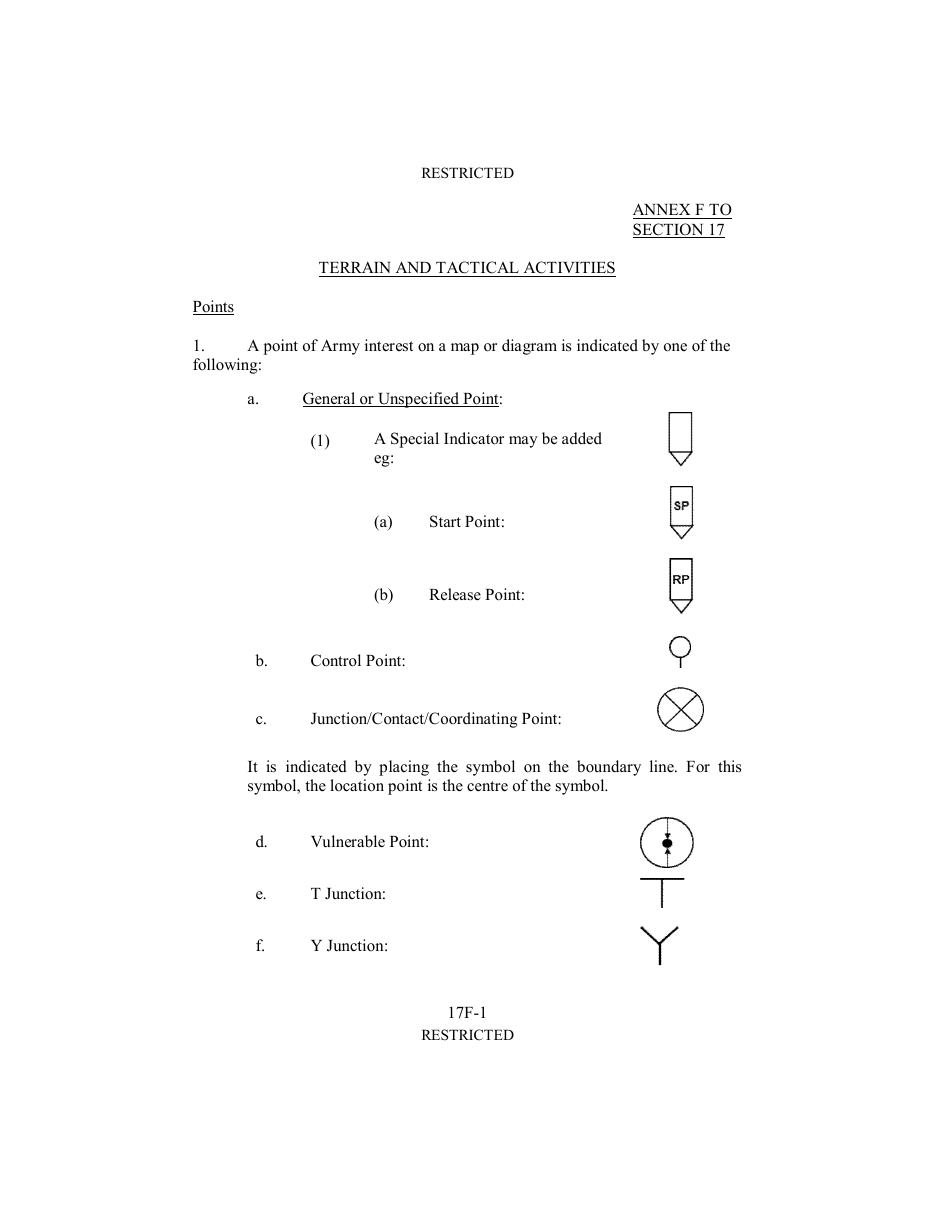 RESTRICTED
ANNEX F TO
SECTION 17
TERRAIN AND TACTICAL ACTIVITIES
Points
1. A point of Army interest on a map or diagram is indicated by one of the
following:
a. General or Unspecified Point:
(1) A Special Indicator may be added
eg:
SP
(a) Start Point:
RP
(b) Release Point:
b. Control Point:
c. Junction/Contact/Coordinating Point:
It is indicated by placing the symbol on the boundary line. For this
symbol, the location point is the centre of the symbol.
d. Vulnerable Point:
e. T Junction:
f. Y Junction:
17F-1
RESTRICTED